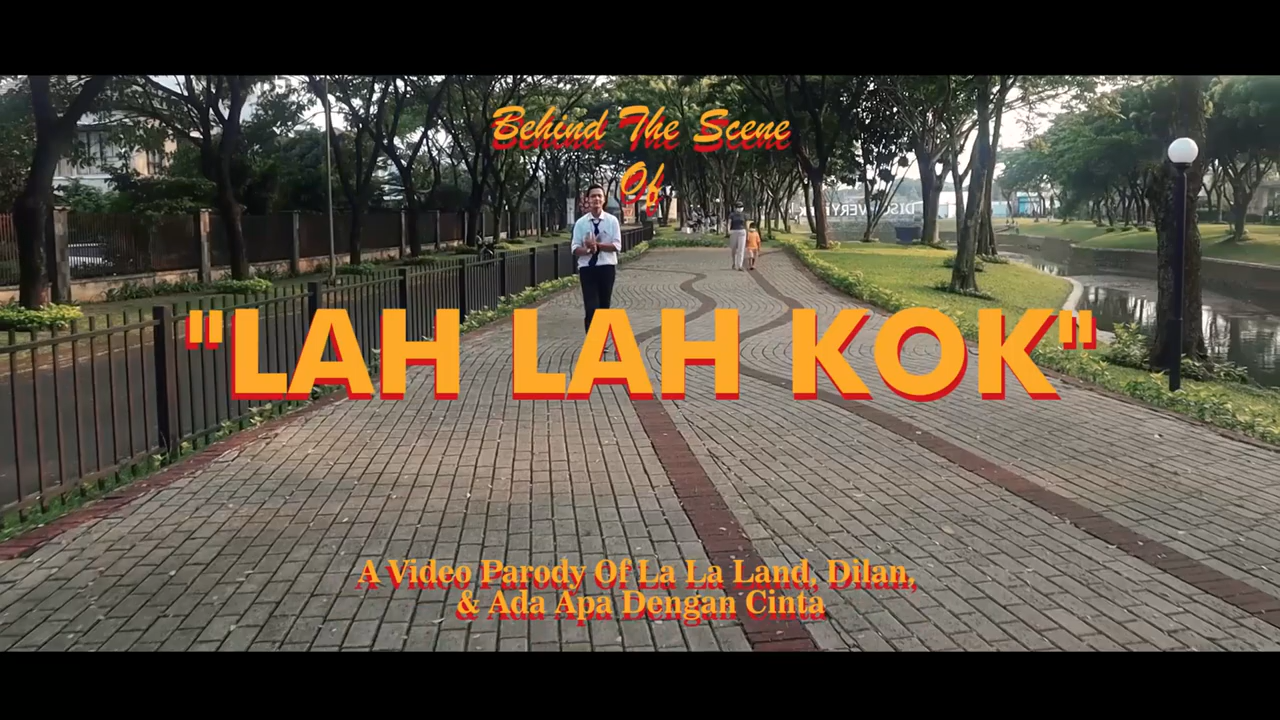 Behind The Scene
Of
"LAH LAH KOK"
A Video Parody Of La La Land, Dilan,
& Ada Apa Dengan Cinta